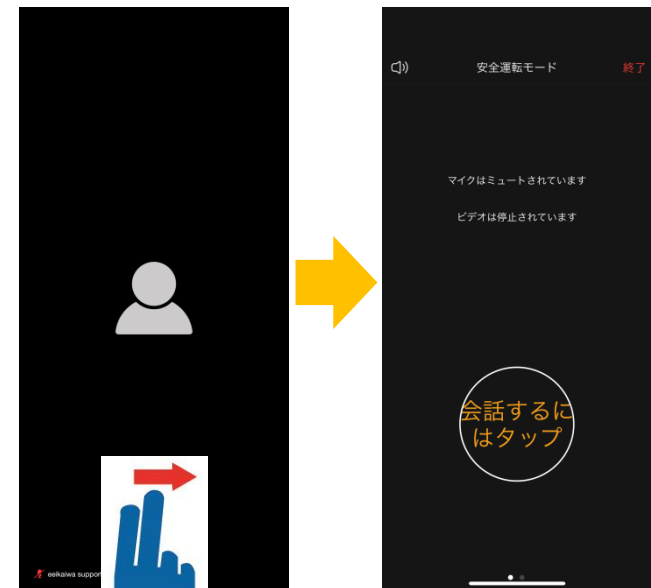 eeikaiwa suppor
安全運転モード
終了
マイクはミュートされています
ビデオは停止されています
会話するに
はタップ